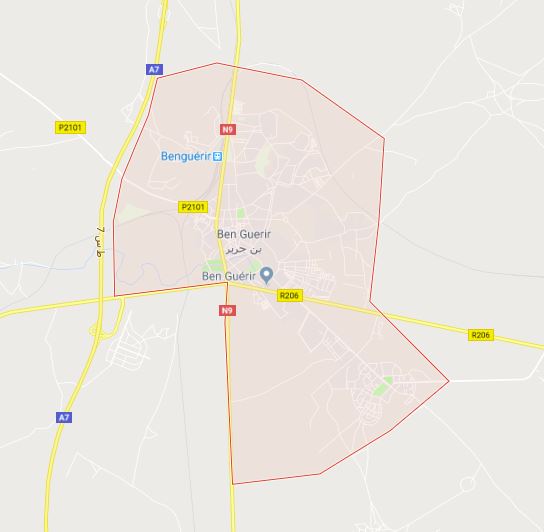 A7
N9
P2101
Benguérir
P2101
Ben Guerir
بن جرير
ط س 7
Ben Guérir
R206
N9
R206
A7